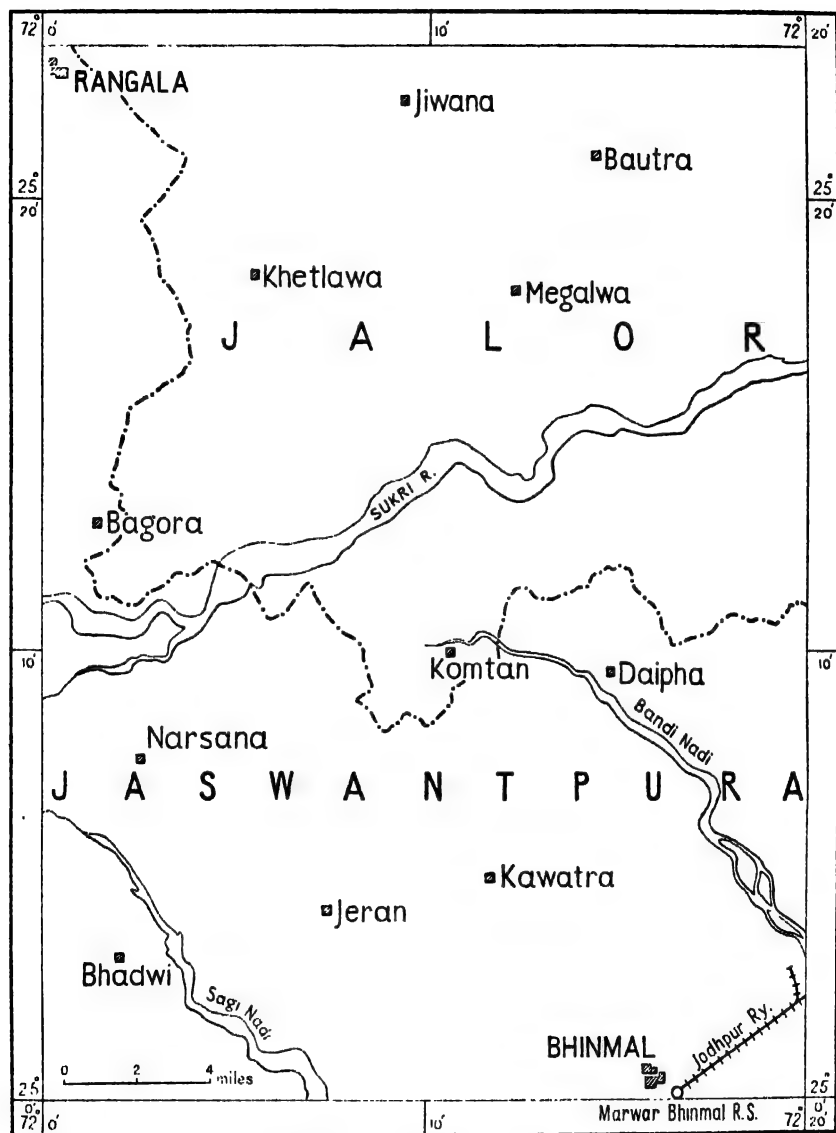 72° 0' 10' 72° 20'
RANGALA
Jiwana
Bautra
25° 20' 25° 20'
Khetlawa
Megalwa
J A L O R
SUKRI R.
Bagora
10' 10'
Komtan
Daipha
Bandi Nadi
Narsana
J A S W A N T P U R A
Kawatra
Jeran
Bhadwi
Sagi Nadi
Jodhpur Ry.
BHINMAL
0 2 4 miles
25° 0' 25° 0'
Marwar Bhinmal R.S.
72° 0' 10' 72° 20'